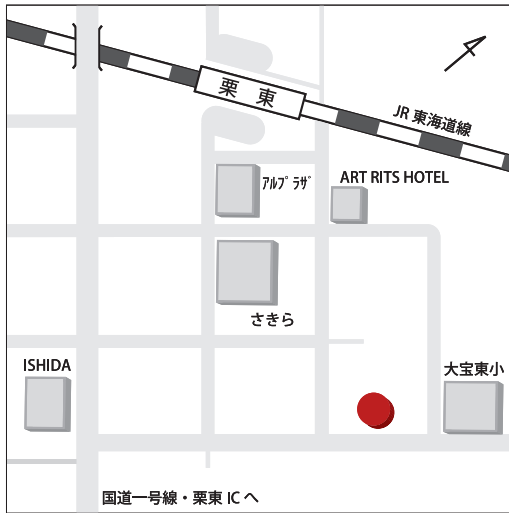 栗東
JR 東海道線
ｱﾙﾌﾟﾗｻﾞ
ART RITS HOTEL
さきら
ISHIDA
大宝東小
国道一号線・栗東 IC へ